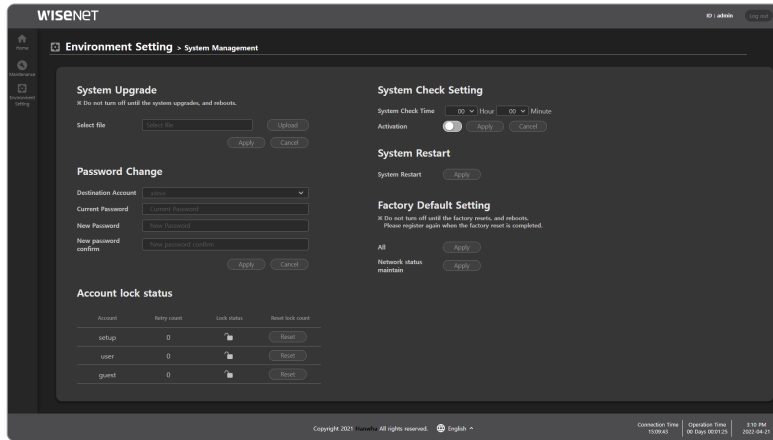 WISENET
ID : admin
Log out
Home
Maintenance
Environment
Setting
Environment Setting > System Management
System Upgrade
※ Do not turn off until the system upgrades, and reboots.
Select file
Select file
Upload
Apply
Cancel
Password Change
Destination Account
admin
Current Password
Current Password
New Password
New Password
New password
confirm
New password confirm
Apply
Cancel
Account lock status
Account Retry count Lock status Reset lock count
setup 0 Reset
user 0 Reset
guest 0 Reset
System Check Setting
System Check Time 00 Hour 00 Minute
Activation Apply Cancel
System Restart
System Restart Apply
Factory Default Setting
※ Do not turn off until the factory resets, and reboots.
Please register again when the factory reset is completed.
All Apply
Network status
maintain
Apply
Copyright 2021 Hanwha All rights reserved.
English
Connection Time
15:09:43
Operation Time
00 Days 00:01:25
3:10 PM
2022-04-21